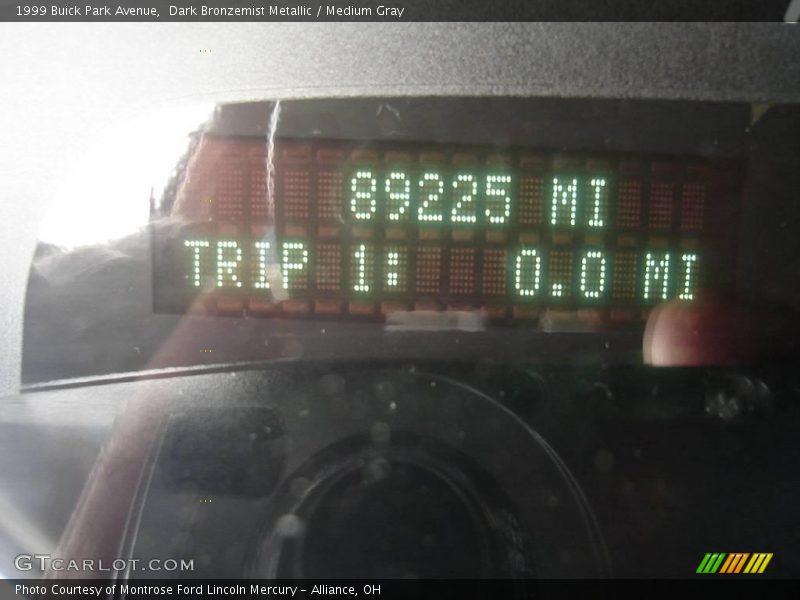 1999 Buick Park Avenue,  Dark Bronzemist Metallic / Medium Gray
89225 MI
TRIP 1: 0.0 MI
GTCARLOT.COM
Photo Courtesy of Montrose Ford Lincoln Mercury - Alliance, OH